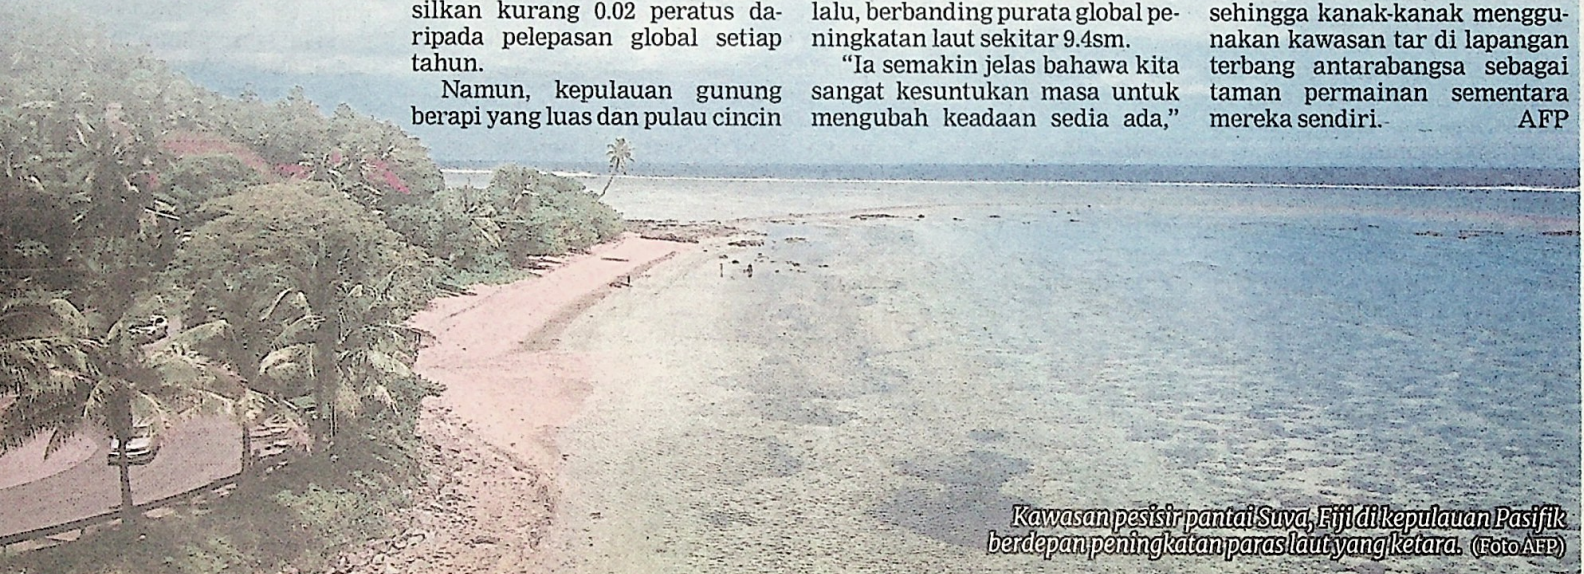 silkan kurang 0.02 peratus da-
ripada pelepasan global setiap
tahun.
Namun, kepulauan gunung
berapi yang luas dan pulau cincin
lalu, berbanding purata global pe-
ningkatan laut sekitar 9.4sm.
“Ia semakin jelas bahawa kita
sangat kesuntukan masa untuk
mengubah keadaan sedia ada,”
sehingga kanak-kanak menggu-
nakan kawasan tar di lapangan
terbang antarabangsa sebagai
taman permainan sementara
mereka sendiri. AFP
Kawasan pesisir pantai Suva, Fiji di kepulauan Pasifik
berdepan peningkatan paras laut yang ketara. (Foto AFP)